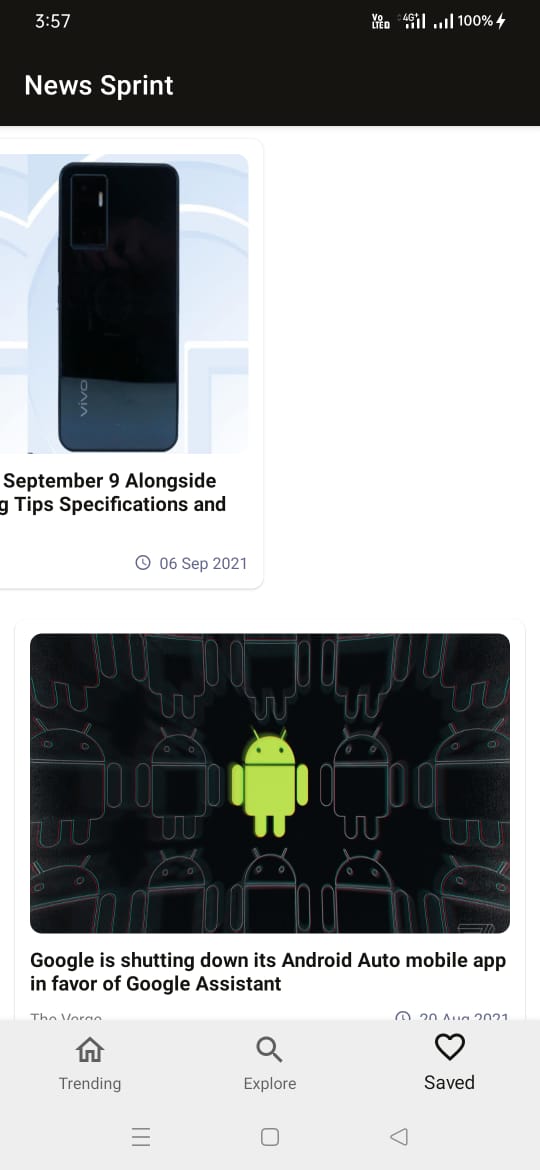 3:57
Vo LTED 4G+ 100%
News Sprint
vivo
September 9 Alongside
g Tips Specifications and
06 Sep 2021
Google is shutting down its Android Auto mobile app
in favor of Google Assistant
The Verge
20 Aug 2021
Trending
Explore
Saved